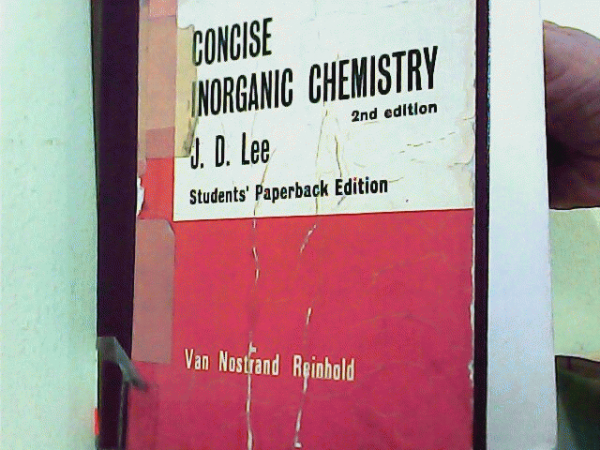 CONCISE
INORGANIC CHEMISTRY
2nd edition
J. D. Lee
Students' Paperback Edition
Van Nostrand Reinhold